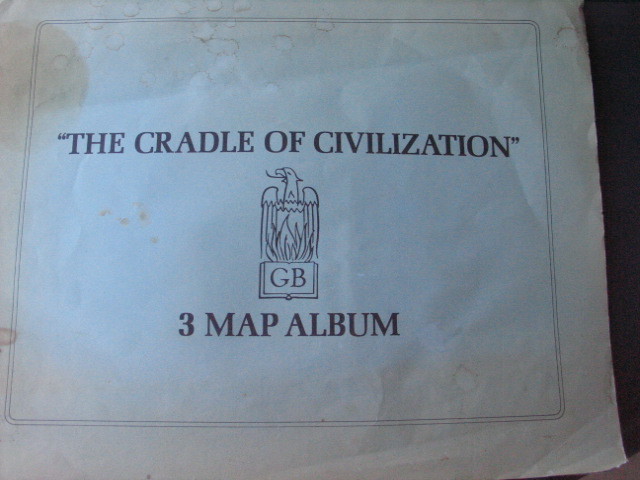 "THE CRADLE OF CIVILIZATION"
GB
3 MAP ALBUM